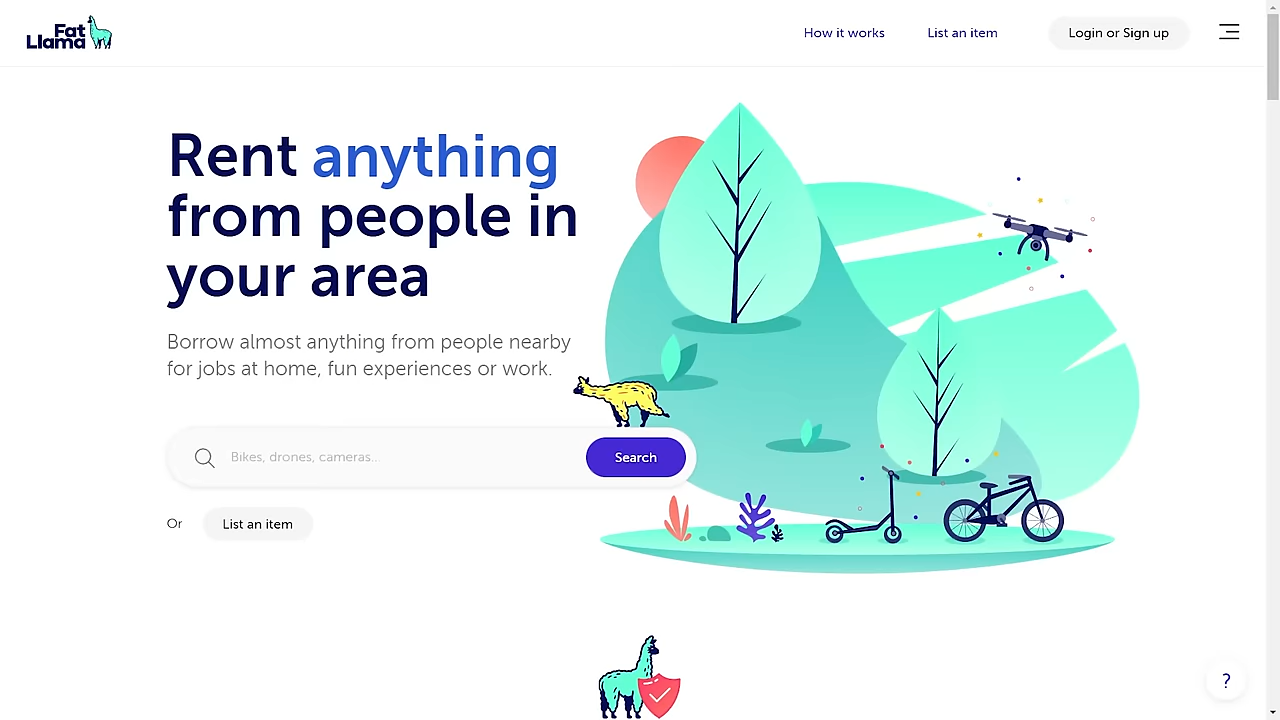 Fat
Llama
How it works
List an item
Login or Sign up
Rent anything
from people in
your area
Borrow almost anything from people nearby
for jobs at home, fun experiences or work.
Bikes, drones, cameras...
Search
Or
List an item
?